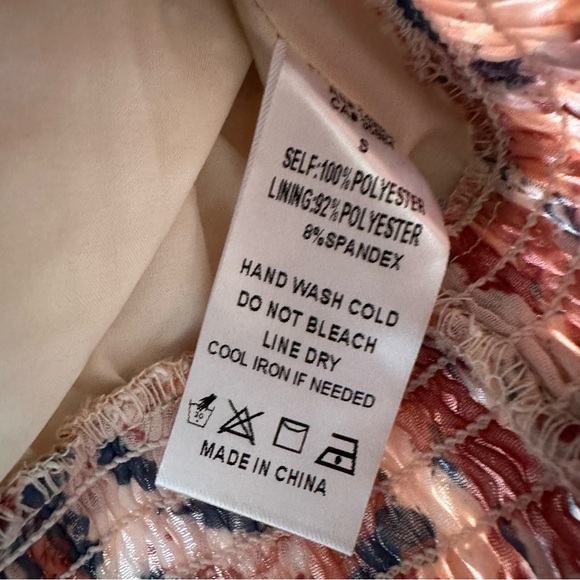 S
SELF:100%POLYESTER
LINING:92%POLYESTER
8%SPANDEX
HAND WASH COLD
DO NOT BLEACH
LINE DRY
COOL IRON IF NEEDED
30
MADE IN CHINA